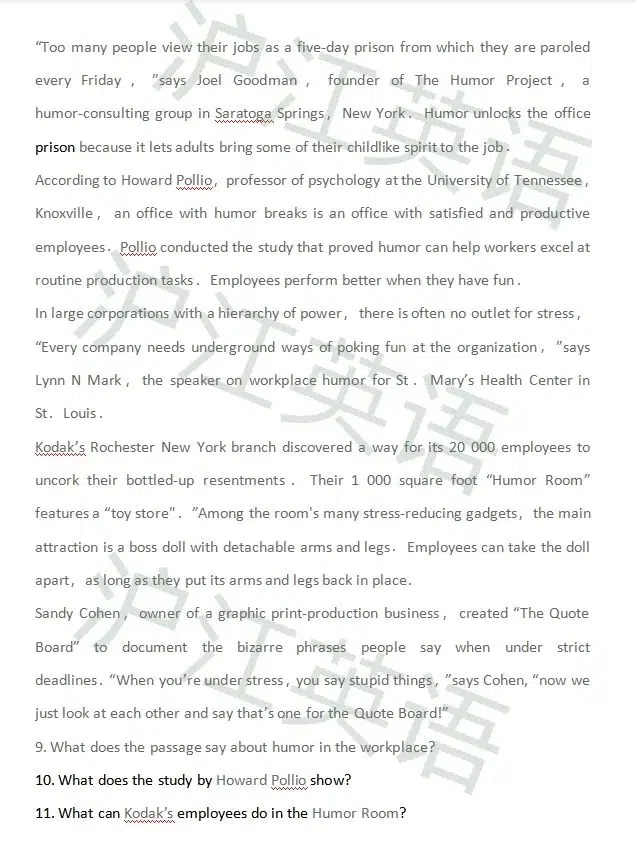 “Too many people view their jobs as a five-day prison from which they are paroled
every Friday， ”says Joel Goodman， founder of The Humor Project， a
humor-consulting group in Saratoga Springs， New York． Humor unlocks the office
prison because it lets adults bring some of their childlike spirit to the job．
According to Howard Pollio， professor of psychology at the University of Tennessee，
Knoxville， an office with humor breaks is an office with satisfied and productive
employees． Pollio conducted the study that proved humor can help workers excel at
routine production tasks． Employees perform better when they have fun．
In large corporations with a hierarchy of power， there is often no outlet for stress，
“Every company needs underground ways of poking fun at the organization， ”says
Lynn N Mark， the speaker on workplace humor for St． Mary’s Health Center in
St． Louis．
Kodak’s Rochester New York branch discovered a way for its 20 000 employees to
uncork their bottled-up resentments． Their 1 000 square foot “Humor Room”
features a “toy store"． ”Among the room's many stress-reducing gadgets， the main
attraction is a boss doll with detachable arms and legs． Employees can take the doll
apart， as long as they put its arms and legs back in place．
Sandy Cohen， owner of a graphic print-production business， created “The Quote
Board” to document the bizarre phrases people say when under strict
deadlines．“When you’re under stress， you say stupid things， ”says Cohen, “now we
just look at each other and say that’s one for the Quote Board!”
9. What does the passage say about humor in the workplace?
10. What does the study by Howard Pollio show?
11. What can Kodak’s employees do in the Humor Room?
沪江英语
沪江英语
沪江英语